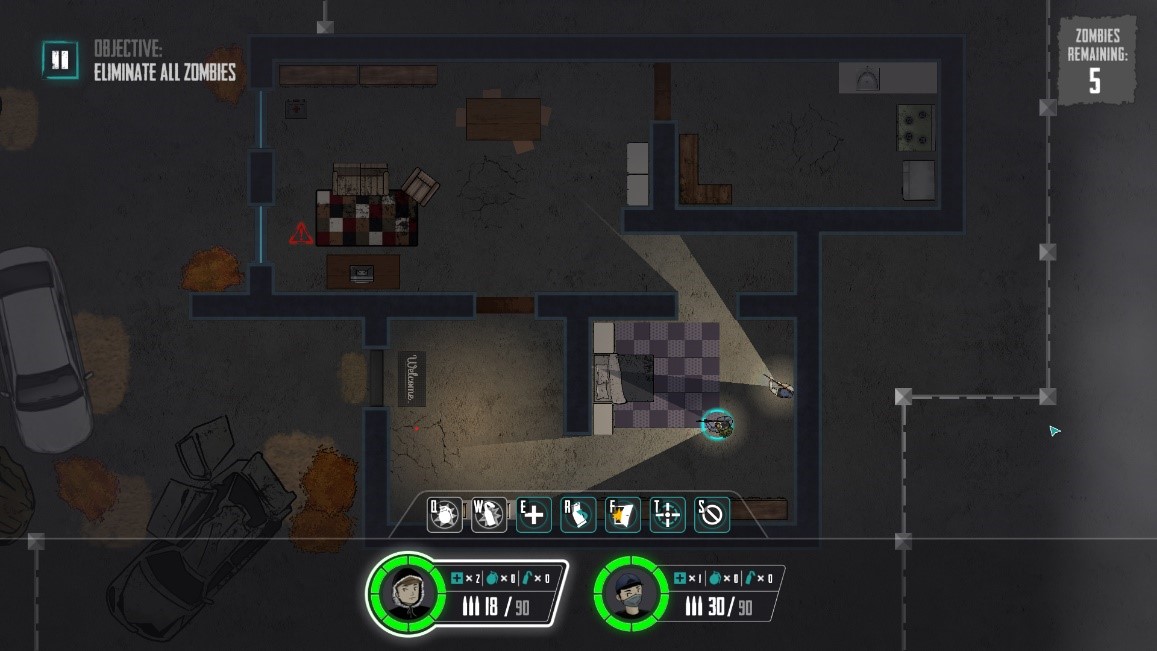 OBJECTIVE:
ELIMINATE ALL ZOMBIES
ZOMBIES
REMAINING:
5
Welcome.
Q
W
E
R
F
T
S
× 2 × 0 × 0
18 / 90
× 1 × 0 × 0
30 / 90